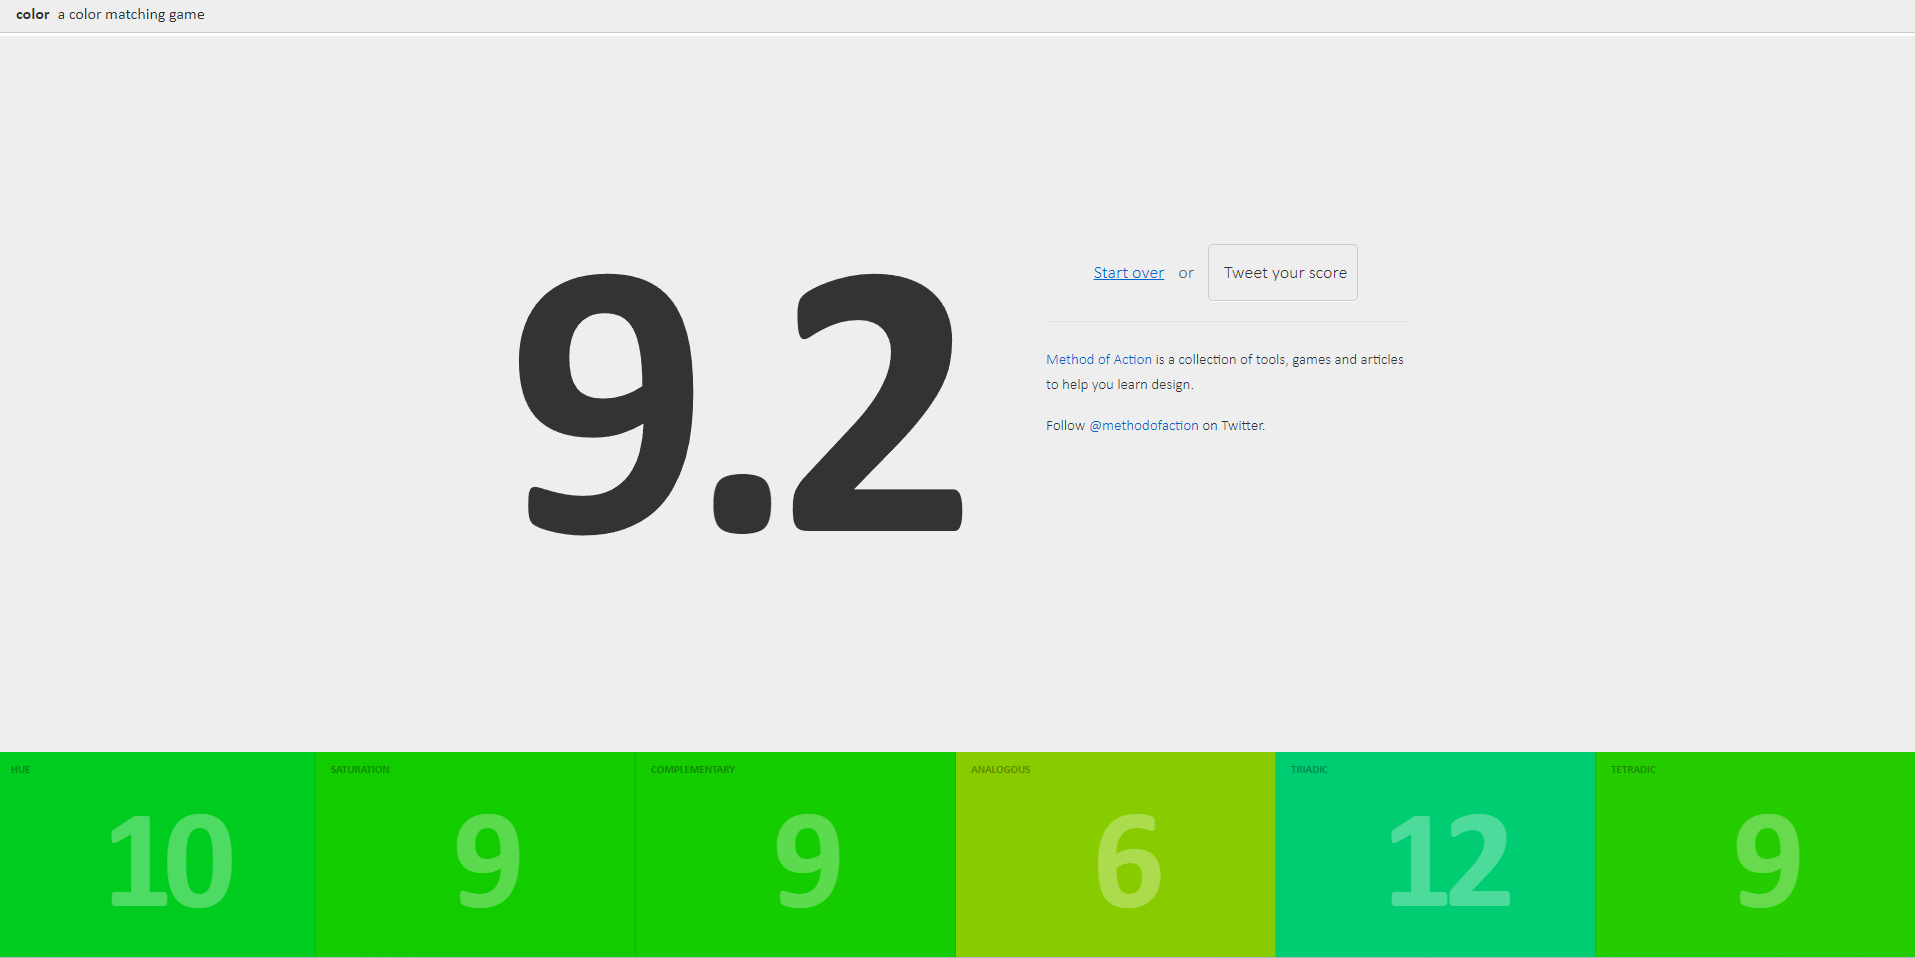 color a color matching game
9.2
Start over or Tweet your score
Method of Action is a collection of tools, games and articles
to help you learn design.
Follow @methodofaction on Twitter.
HUE
10
SATURATION
9
COMPLEMENTARY
9
ANALOGOUS
6
TRIADIC
12
TETRADIC
9